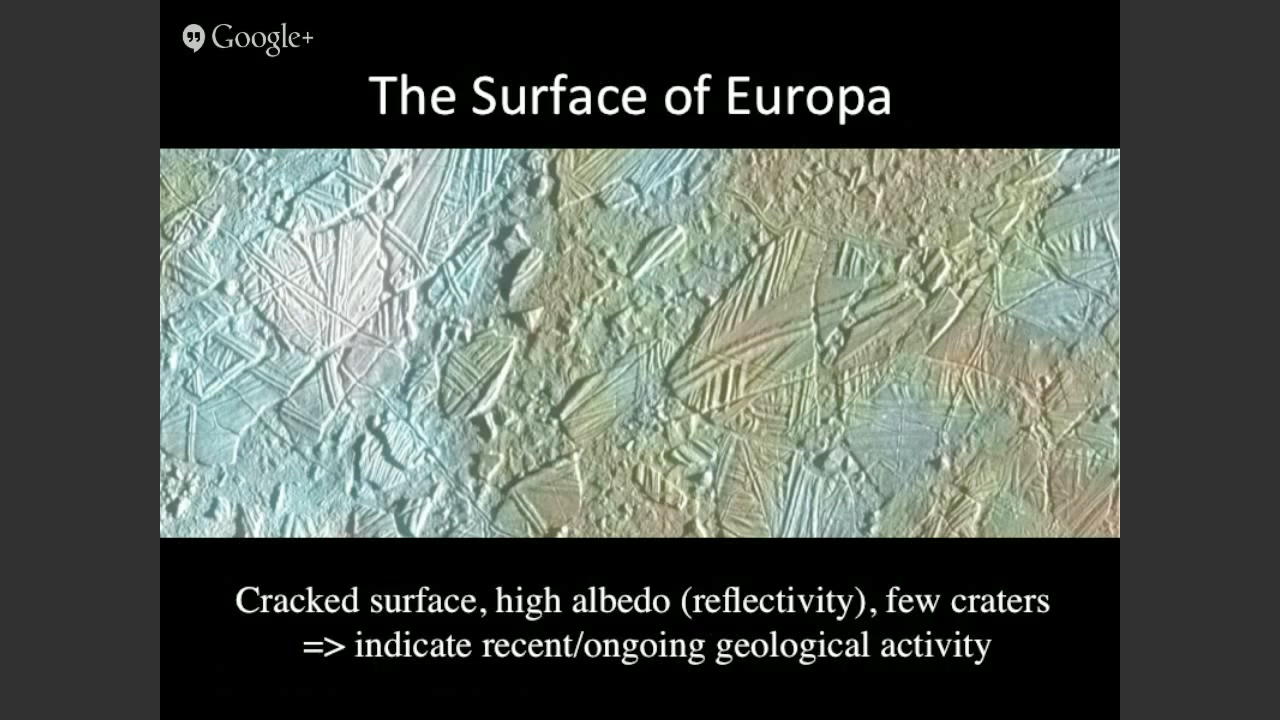 Google+
The Surface of Europa
Cracked surface, high albedo (reflectivity), few craters
=> indicate recent/ongoing geological activity